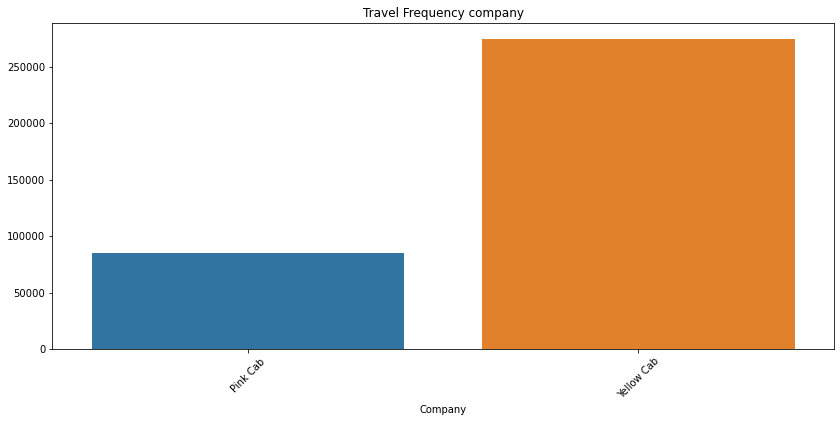 Travel Frequency company
250000
200000
150000
100000
50000
0
Pink Cab
Yellow Cab
Company